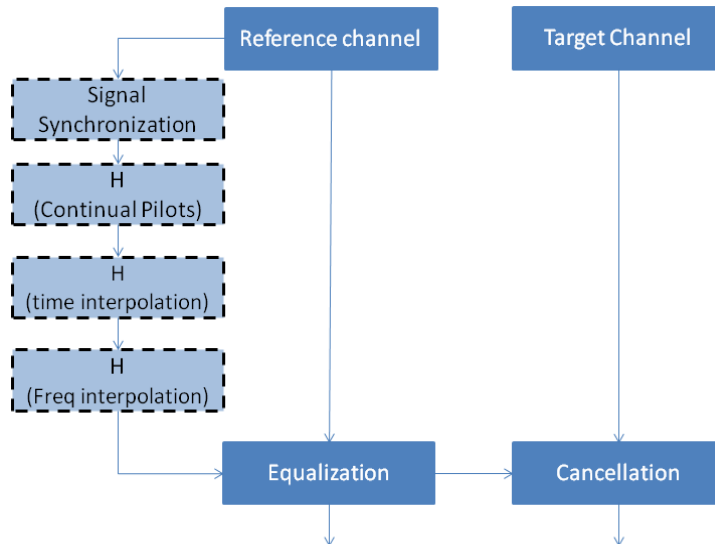 Reference channel
Target Channel
Signal
Synchronization
H
(Continual Pilots)
H
(time interpolation)
H
(Freq interpolation)
Equalization
Cancellation